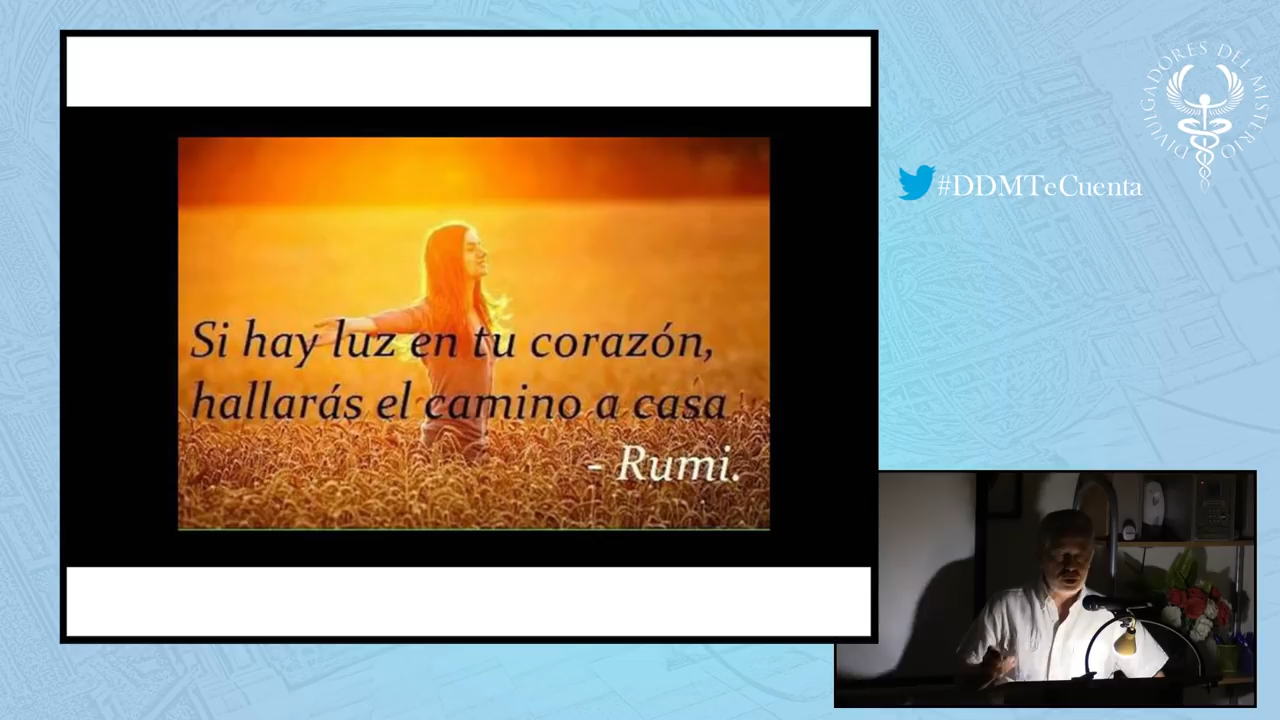 Si hay luz en tu corazón,
hallarás el camino a casa
- Rumi.
#DDMTeCuenta
DIVULGADORES DEL MISTERIO